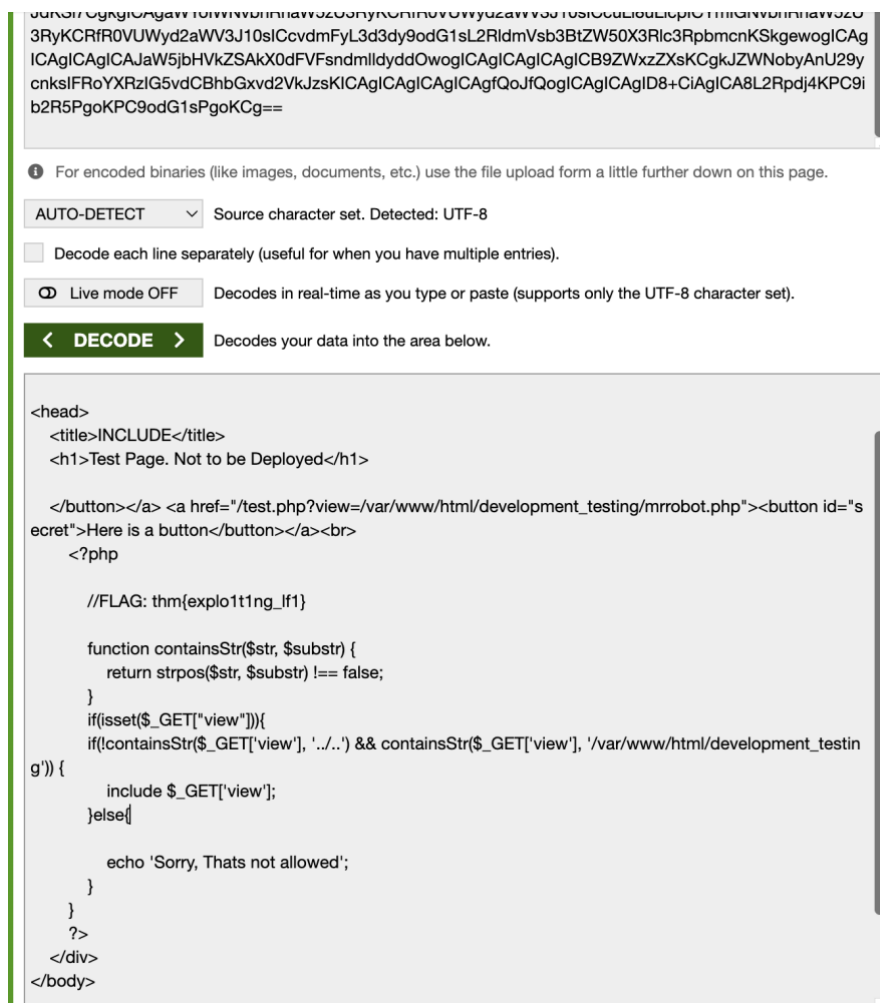 3RyKCRfR0VUWyd2aWV3J10sICcvdmFyL3d3dy9odG1sL2RldmVsb3BtZW50X3Rlc3RpbmcnKSkgewogICAg
ICAgICAgICAJaW5jbHVkZSAkX0dFVFsndmlldyddOwogICAgICAgICAgICB9ZWxzZXsKCgkJZWNobyAnU29y
cnksIFRoYXRzIG5vdCBhbGxvd2VkJzsKICAgICAgICAgICAgfQoJfQogICAgICAgID8+CiAgICA8L2Rpdj4KPC9i
b2R5PgoKPC9odG1sPgoKCg==
For encoded binaries (like images, documents, etc.) use the file upload form a little further down on this page.
AUTO-DETECT Source character set. Detected: UTF-8
Decode each line separately (useful for when you have multiple entries).
Live mode OFF Decodes in real-time as you type or paste (supports only the UTF-8 character set).
< DECODE > Decodes your data into the area below.
<head>
<title>INCLUDE</title>
<h1>Test Page. Not to be Deployed</h1>
</button></a> <a href="/test.php?view=/var/www/html/development_testing/mrrobot.php"><button id="s
ecret">Here is a button</button></a><br>
<?php
//FLAG: thm{explo1t1ng_lf1}
function containsStr($str, $substr) {
return strpos($str, $substr) !== false;
}
if(isset($_GET["view"])){
if(!containsStr($_GET['view'], '../..') && containsStr($_GET['view'], '/var/www/html/development_testin
g')) {
include $_GET['view'];
}else{
echo 'Sorry, Thats not allowed';
}
}
?>
</div>
</body>